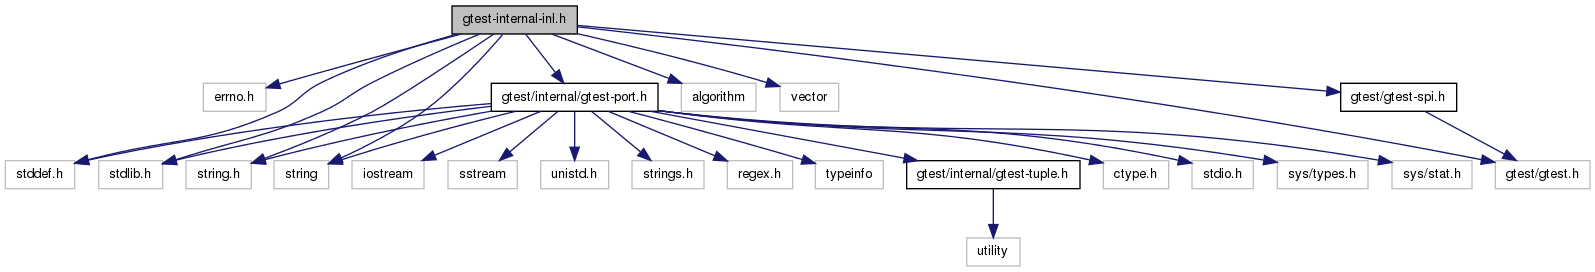 gtest-internal-inl.h
errno.h
gtest/internal/gtest-port.h
algorithm
vector
gtest/gtest-spi.h
stddef.h
stdlib.h
string.h
string
iostream
sstream
unistd.h
strings.h
regex.h
typeinfo
gtest/internal/gtest-tuple.h
ctype.h
stdio.h
sys/types.h
sys/stat.h
gtest/gtest.h
utility